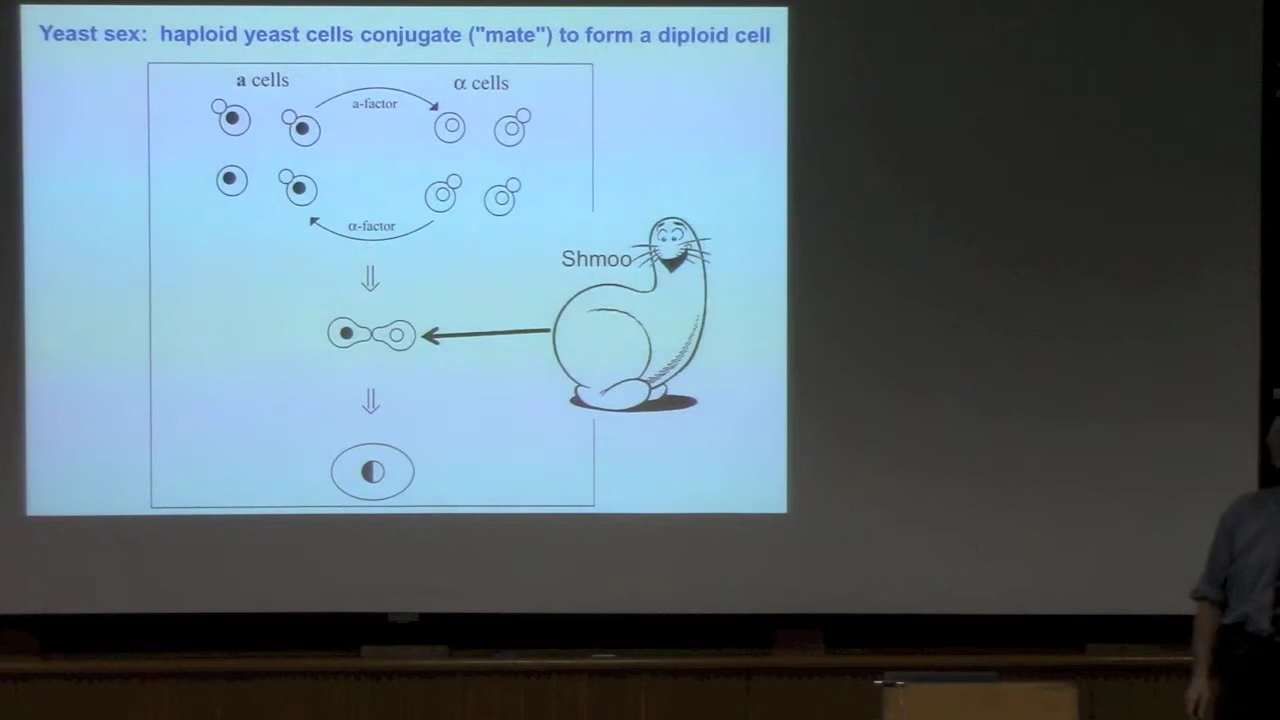 Yeast sex: haploid yeast cells conjugate ("mate") to form a diploid cell
a cells
α cells
a-factor
α-factor
Shmoo